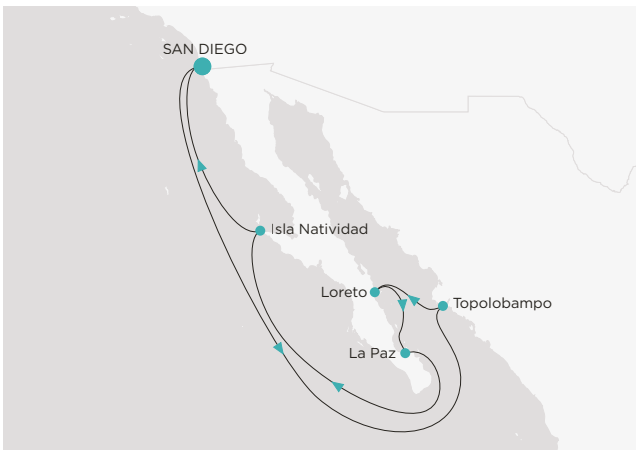 SAN DIEGO
Isla Natividad
Loreto
Topolobampo
La Paz